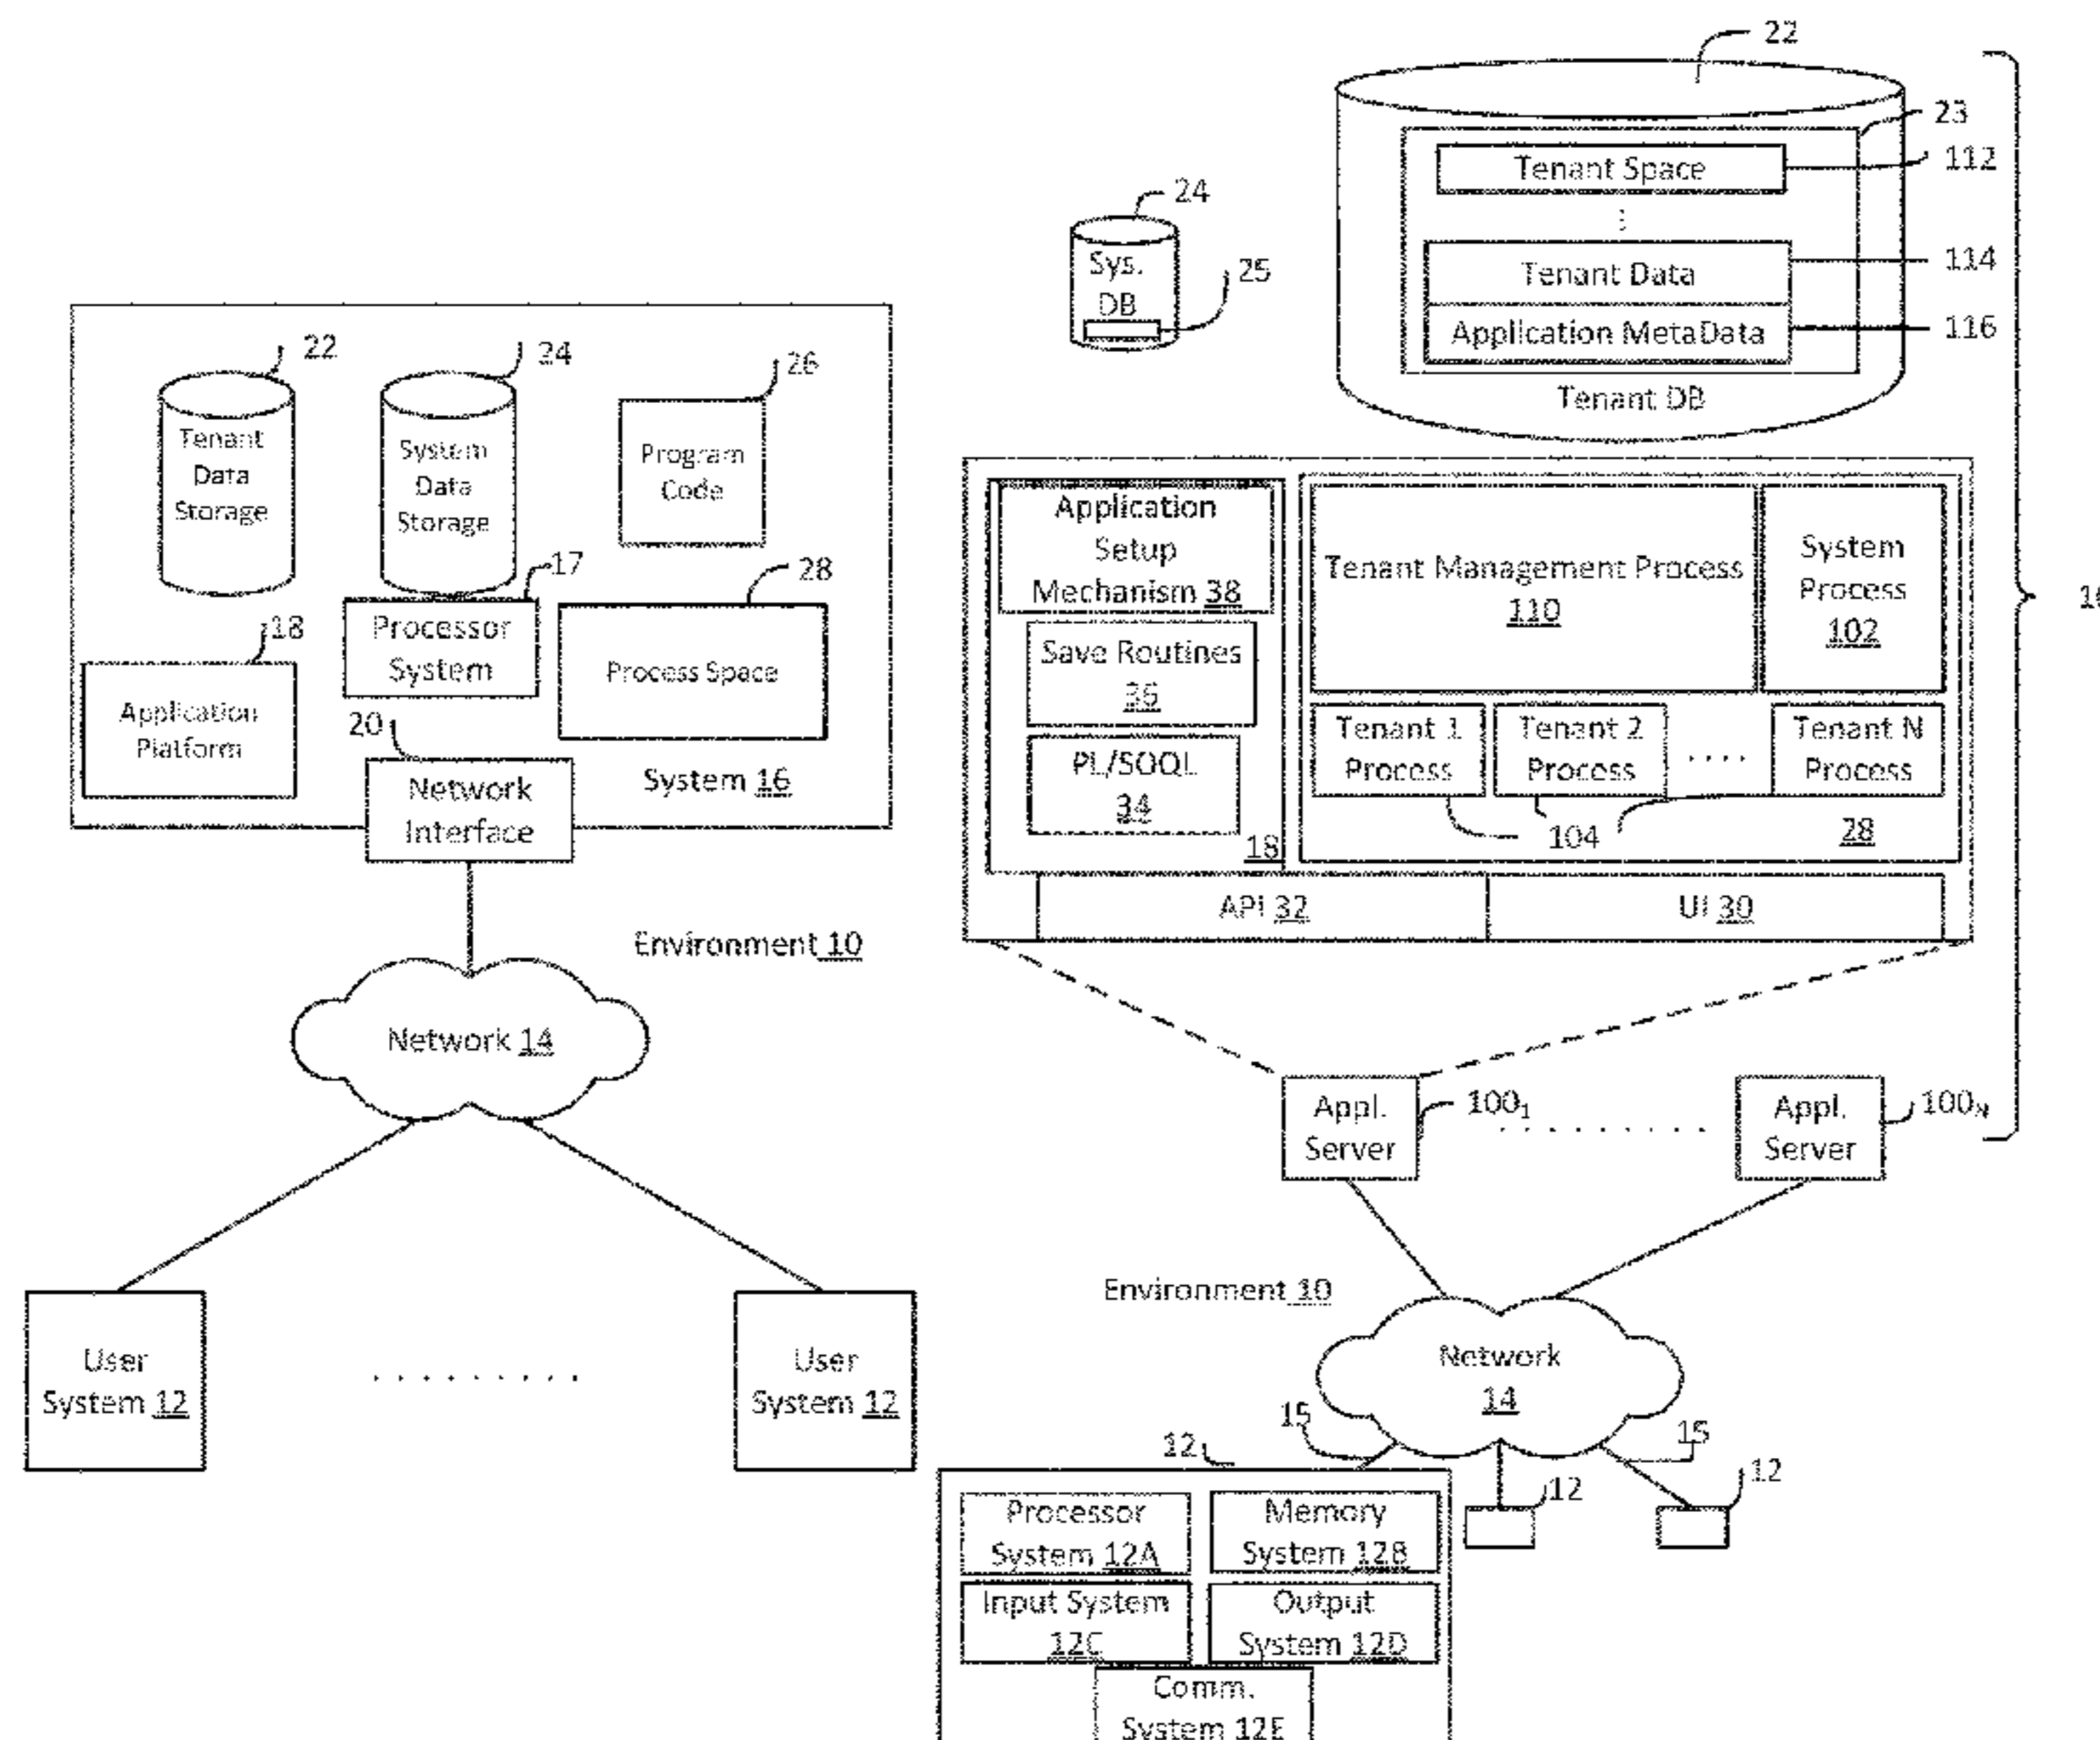 22
24
26
Tenant
Data
Storage
System
Data
Storage
Program
Code
17
28
18
Processor
System
Process Space
Application
Platform
20
Network
Interface
System 16
Environment 10
Network 14
User
System 12
. . . . . . . . .
User
System 12
22
23
Tenant Space
112
24
Sys.
DB
25
Tenant Data
114
Application MetaData
116
Tenant DB
Application
Setup
Mechanism 38
Tenant Management Process
110
System
Process
102
16
Save Routines
36
PL/SOQL
34
18
Tenant 1
Process
Tenant 2
Process
. . . .
Tenant N
Process
104
28
API 32
UI 30
Appl.
Server
100₁
. . . . . . . . .
Appl.
Server
100N
Environment 10
Network
14
15
15
12
12
12
Processor
System 12A
Memory
System 12B
Input System
12C
Output
System 12D
Comm.
System 12E